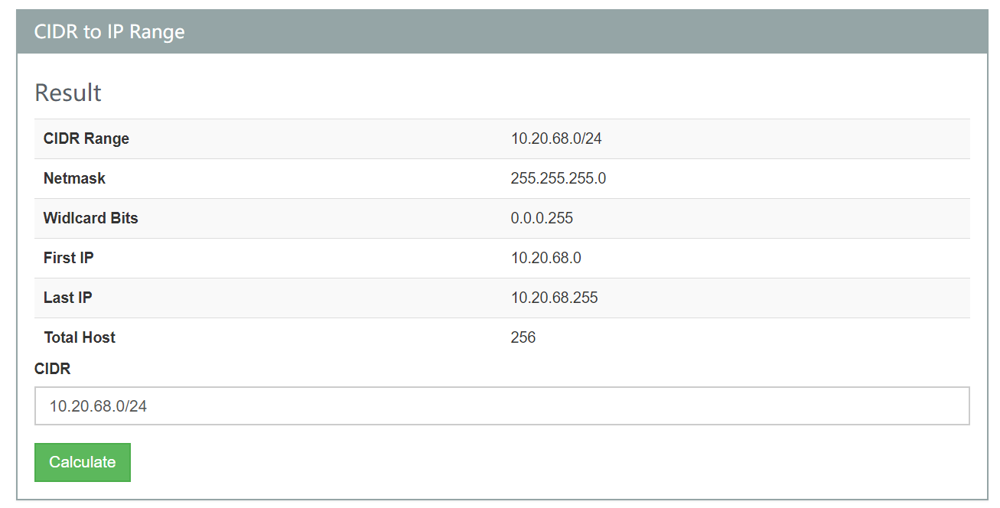 CIDR to IP Range
Result
CIDR Range 10.20.68.0/24
Netmask 255.255.255.0
Widlcard Bits 0.0.0.255
First IP 10.20.68.0
Last IP 10.20.68.255
Total Host 256
CIDR
10.20.68.0/24
Calculate